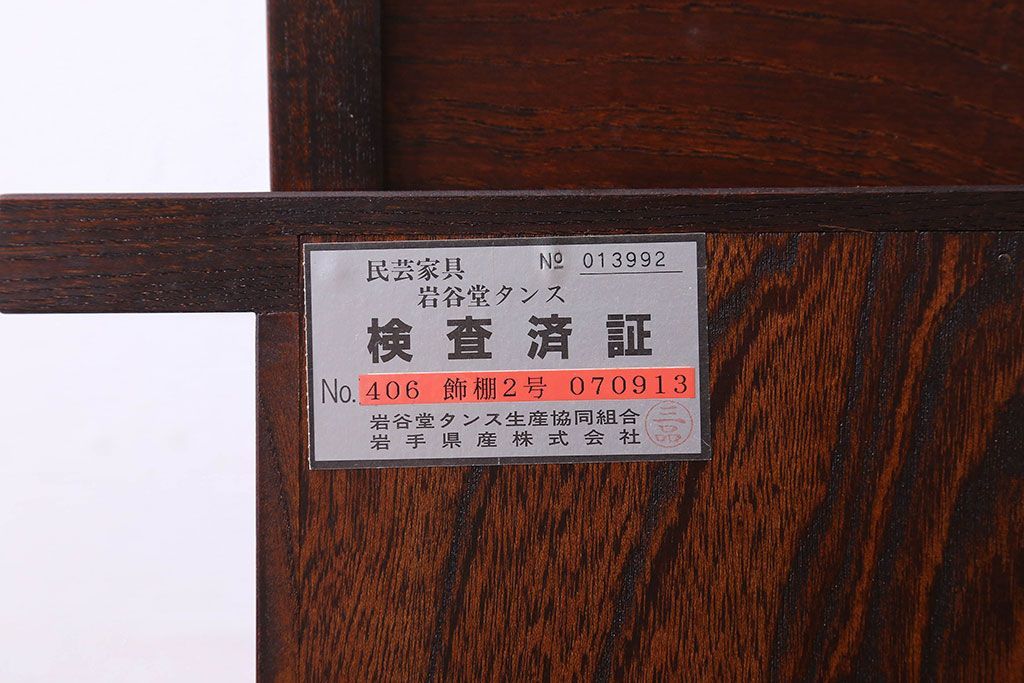 民芸家具 № 013992
岩谷堂タンス
検査済証
No. 406 飾棚2号 070913
岩谷堂タンス生産協同組合
岩手県産株式会社